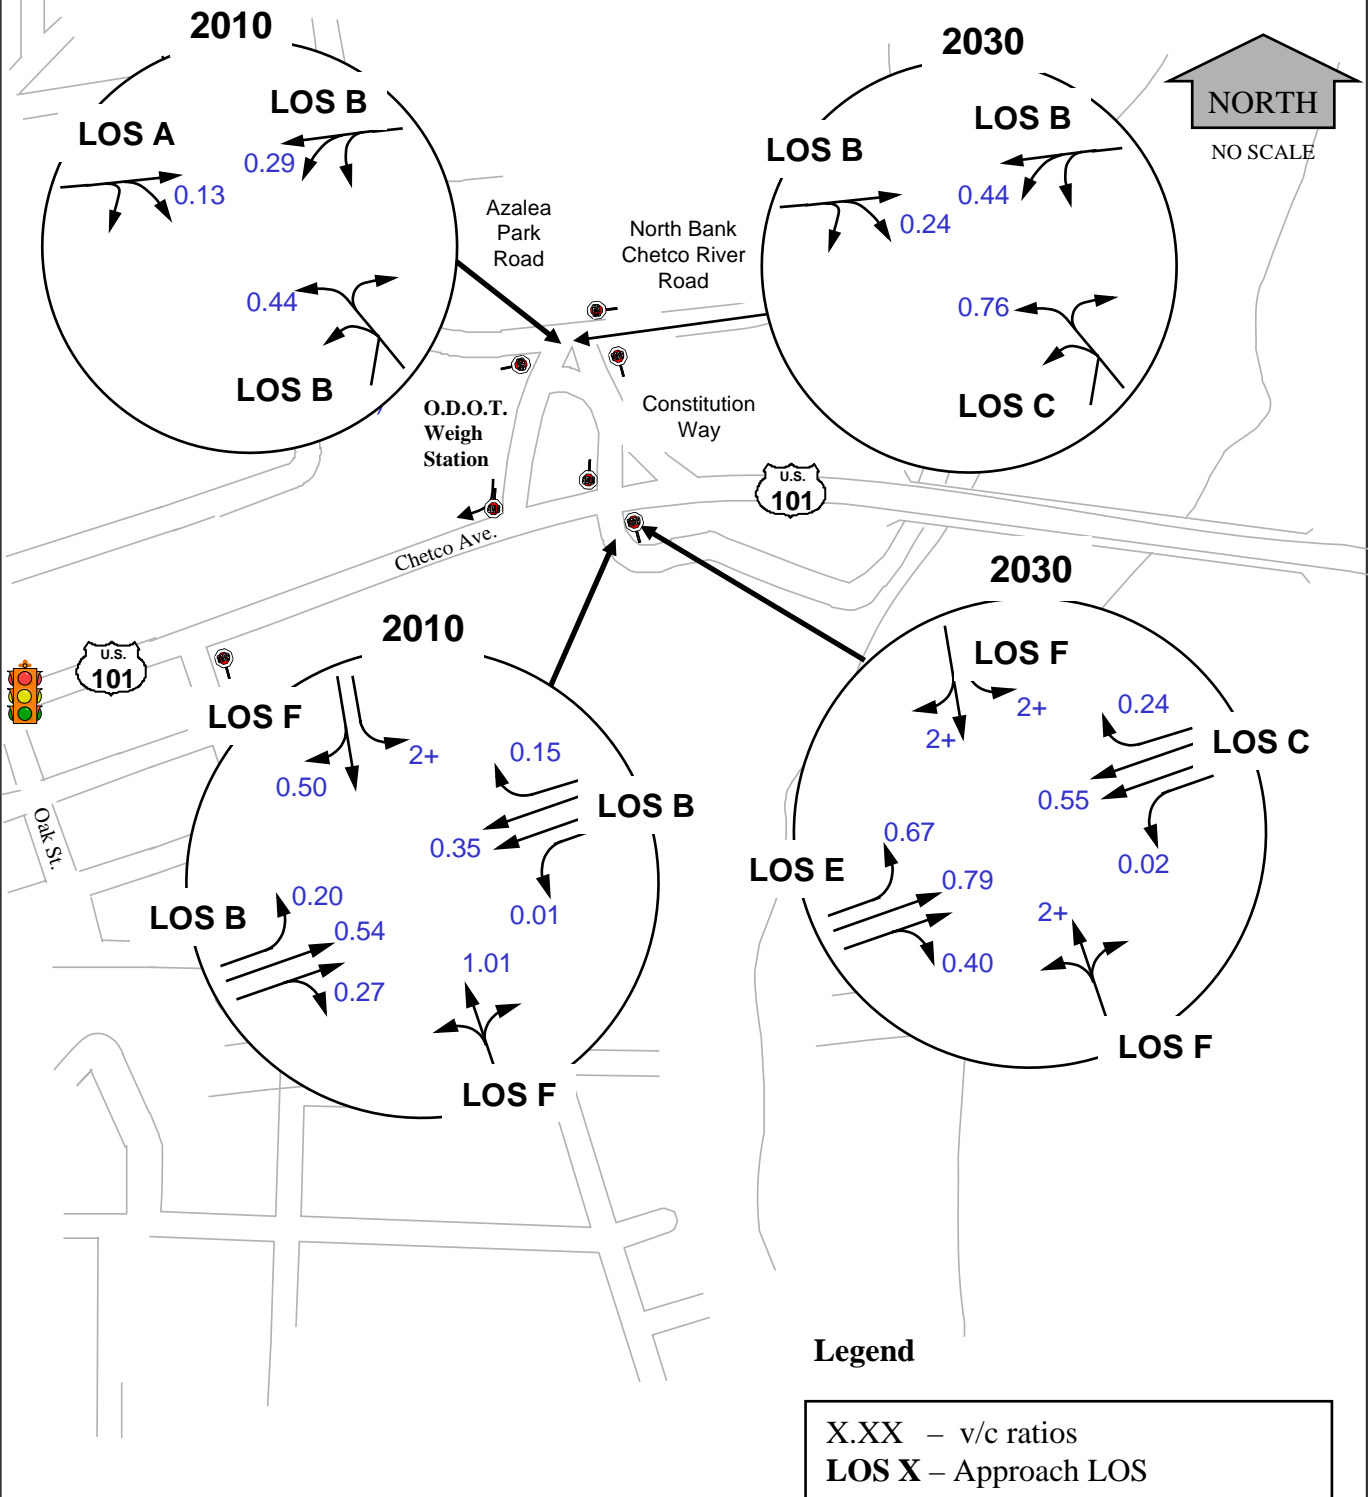 2010
LOS A
LOS B
0.29
0.13
0.44
LOS B
2030
LOS B
LOS B
0.44
0.24
0.76
LOS C
NORTH
NO SCALE
Azalea
Park
Road
North Bank
Chetco River
Road
O.D.O.T.
Weigh
Station
Constitution
Way
U.S.
101
Chetco Ave.
U.S.
101
Oak St.
2010
LOS F
2+
0.50
0.15
LOS B
0.35
0.01
LOS B
0.20
0.54
0.27
1.01
LOS F
2030
LOS F
2+
2+
0.24
LOS C
0.55
0.02
0.67
LOS E
0.79
0.40
2+
LOS F
Legend
X.XX – v/c ratios
LOS X – Approach LOS